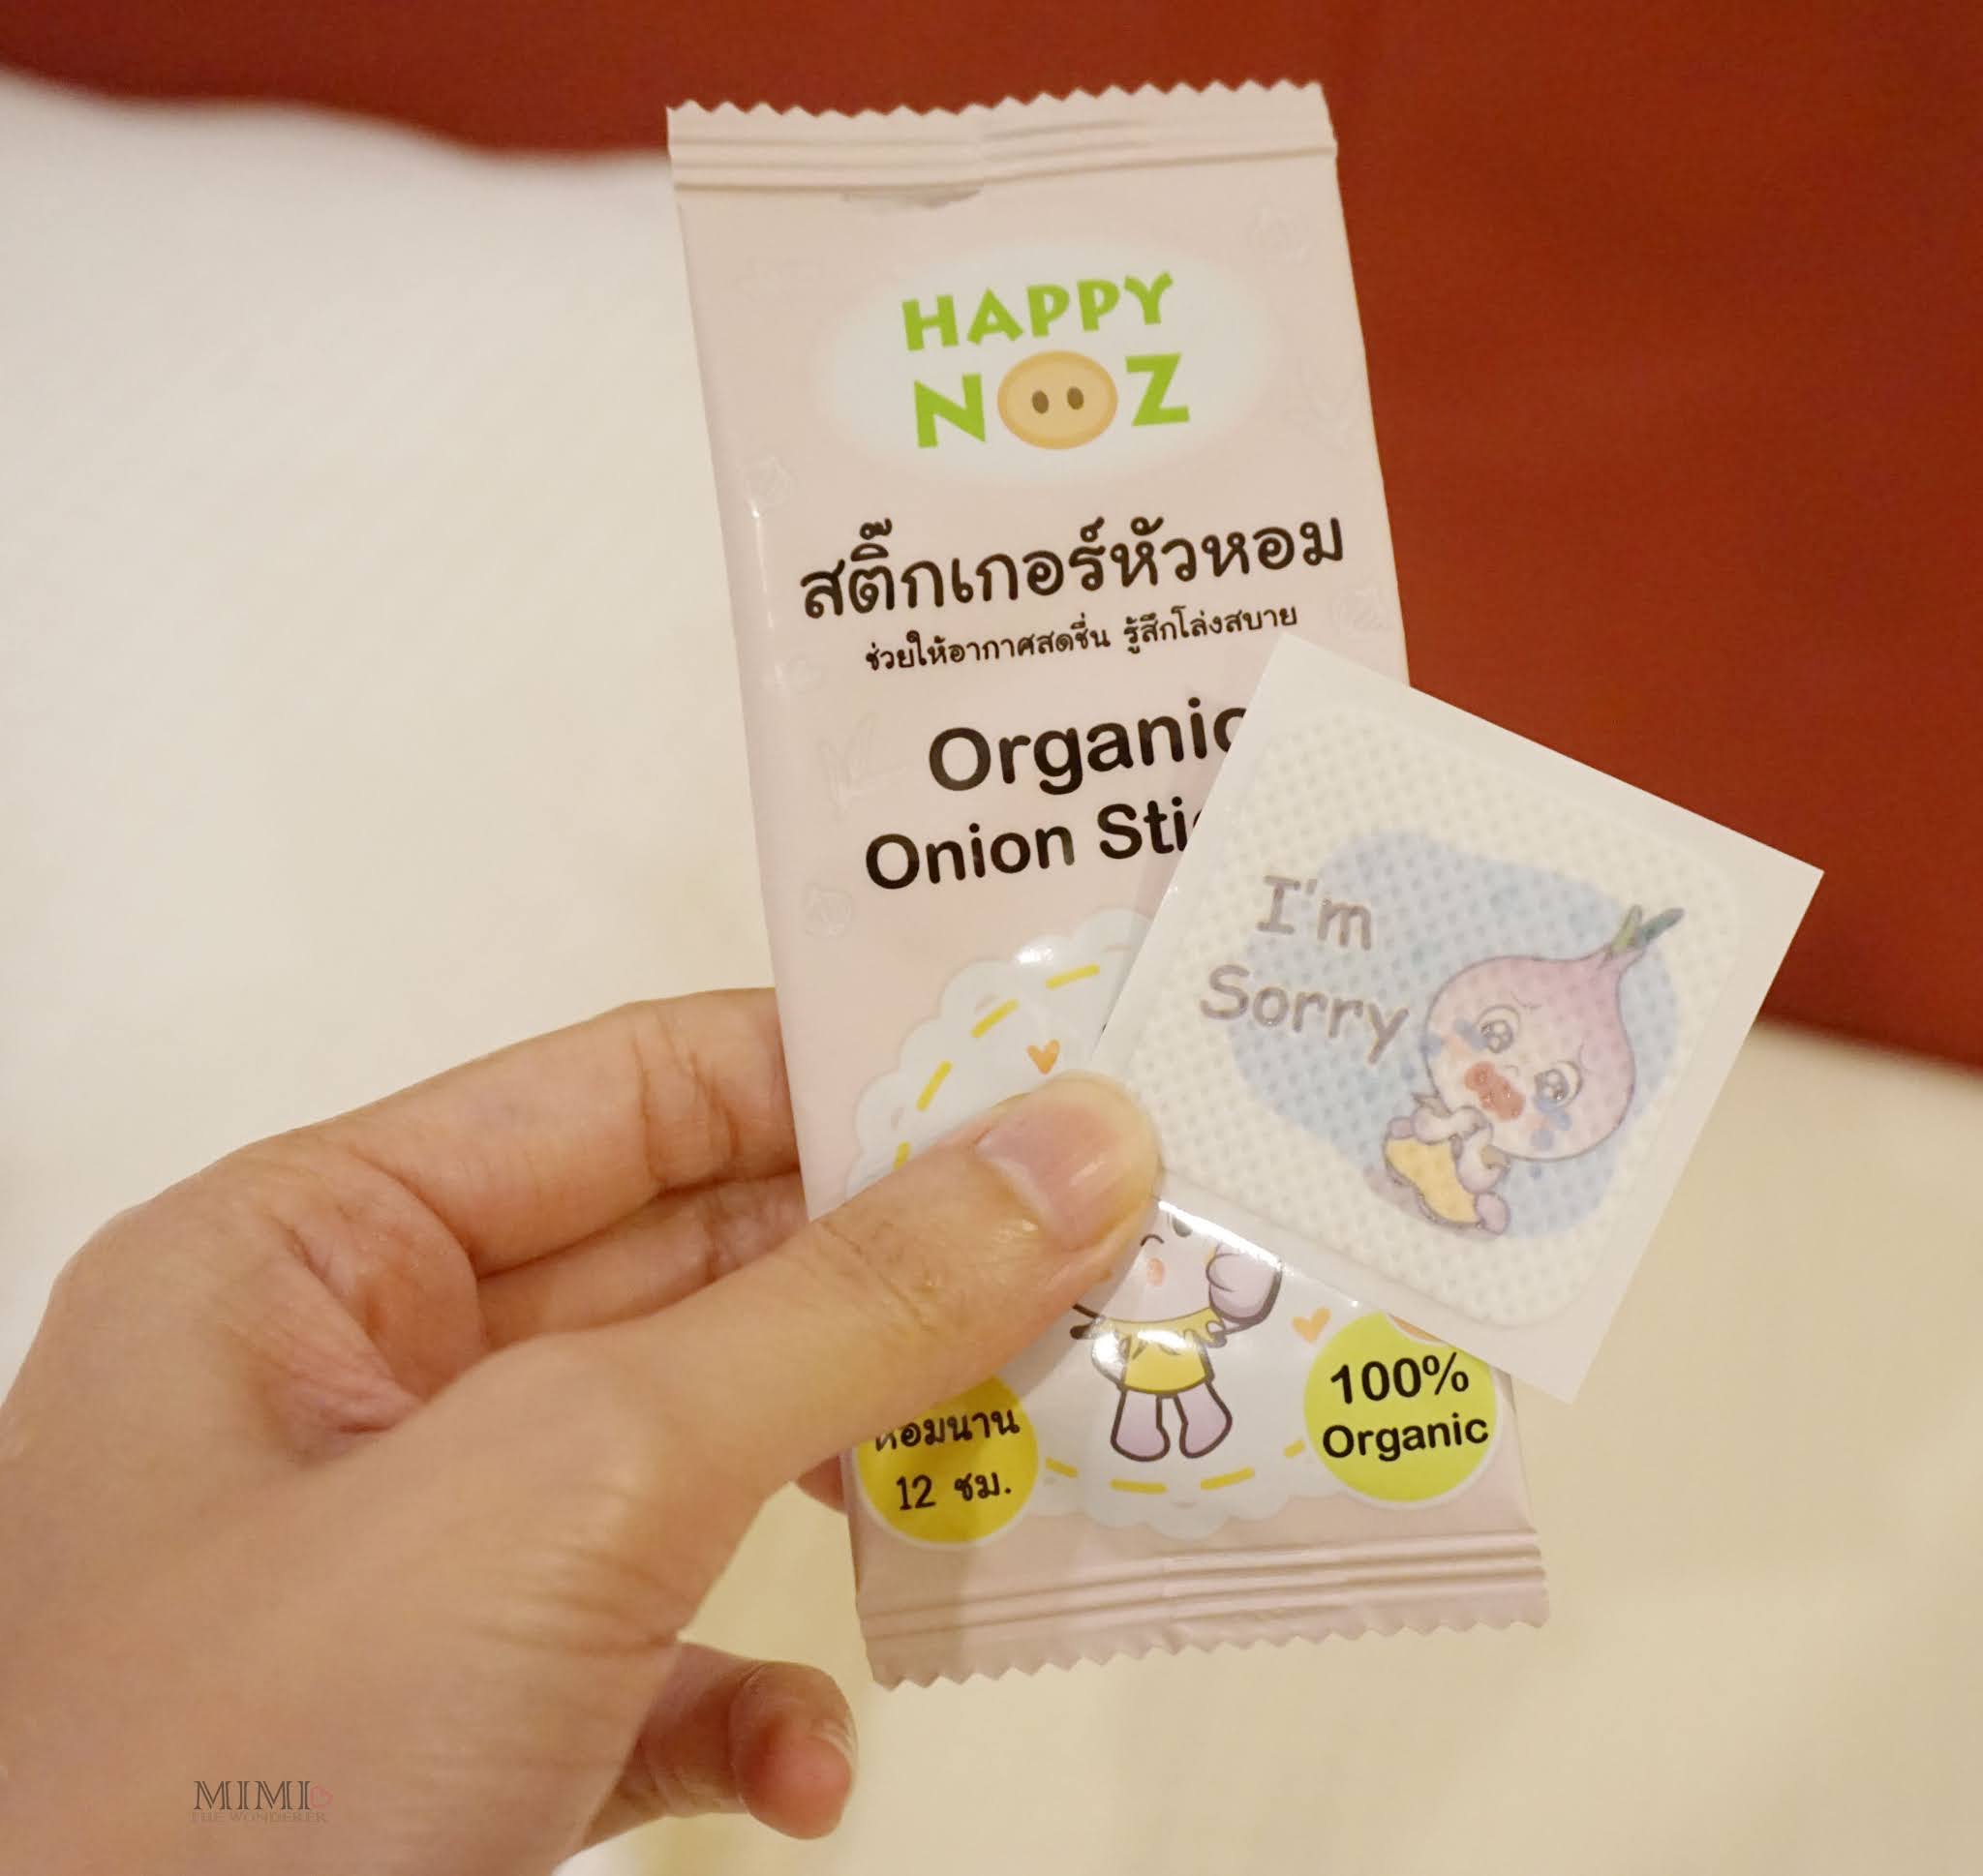 HAPPY
NOZ
สติ๊กเกอร์หัวหอม
ช่วยให้อากาศสดชื่น รู้สึกโล่งสบาย
Organic
Onion Sti
I'm
Sorry
หอมนาน
12 ชม.
100%
Organic
MIMI
THE WONDERER